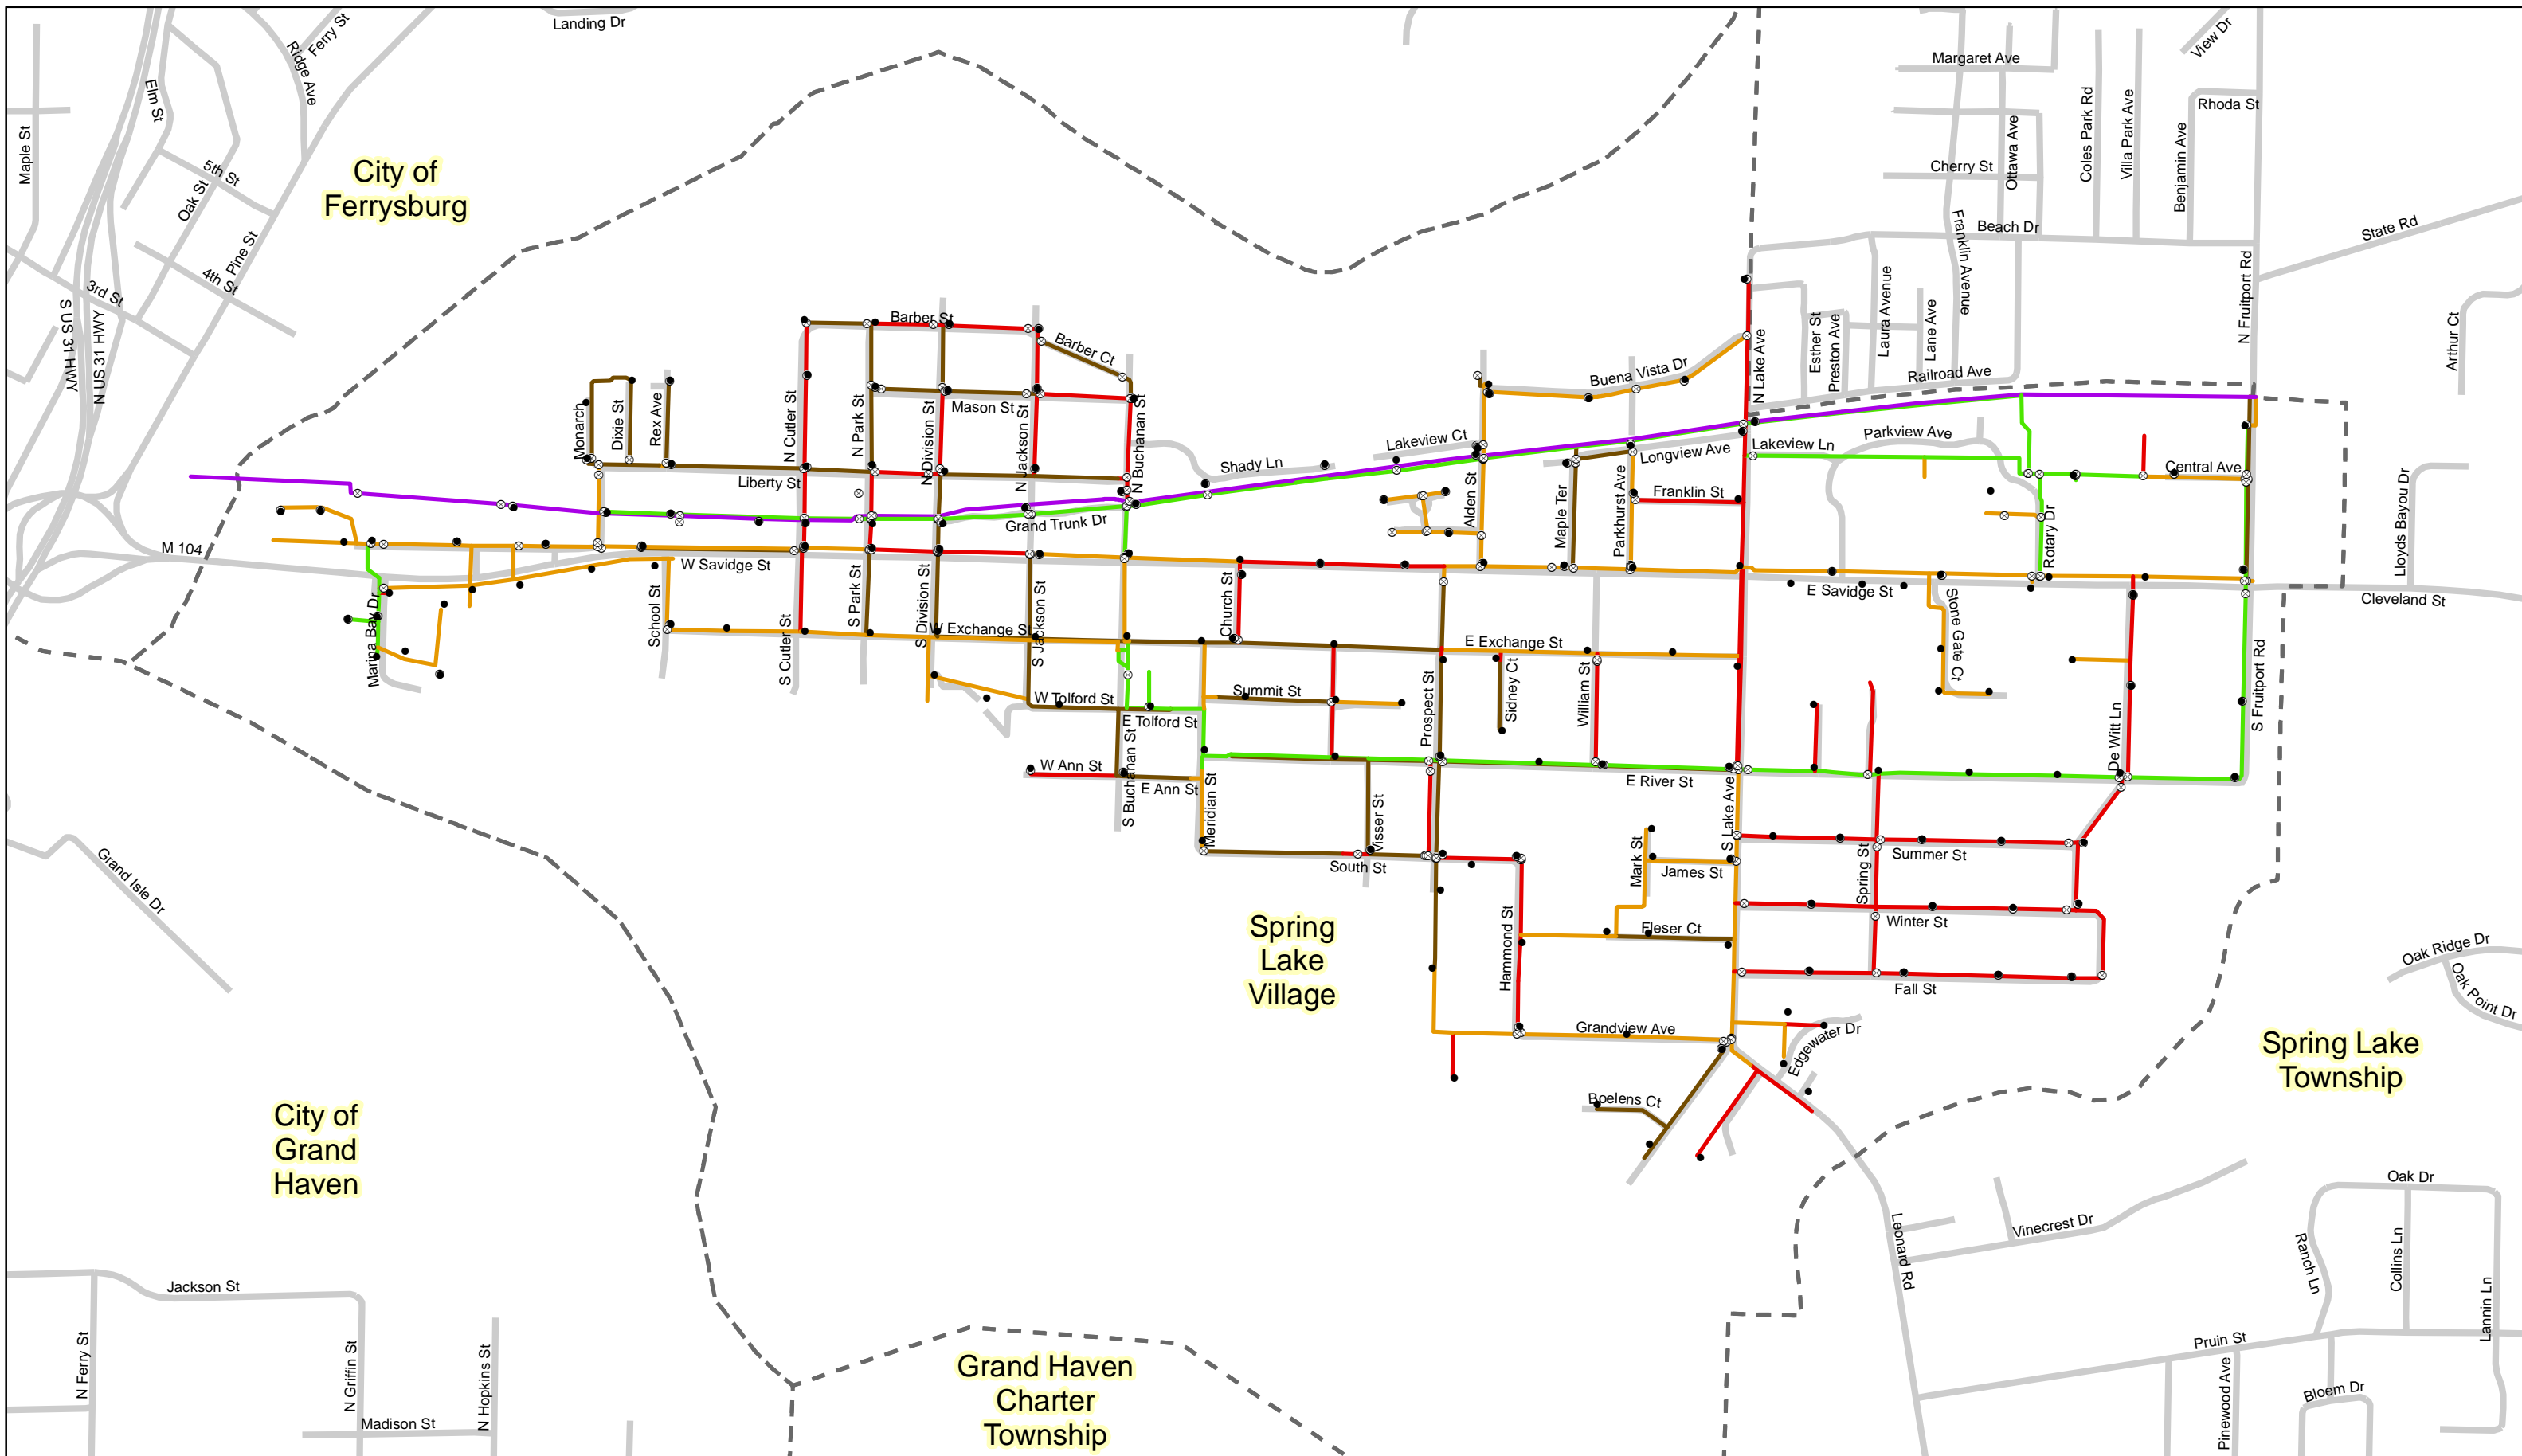 Landing Dr
Ferry St
Ridge Ave
Elm St
Maple St
5th St
Oak St
Pine St
4th St
3rd St
S US 31 HWY
N US 31 HWY
City of
Ferrysburg
M 104
View Dr
Margaret Ave
Rhoda St
Coles Park Rd
Villa Park Ave
Ottawa Ave
Benjamin Ave
Cherry St
Franklin Avenue
Beach Dr
State Rd
N Fruitport Rd
Laura Avenue
Lane Ave
Esther St
Preston Ave
Arthur Ct
N Lake Ave
Railroad Ave
Barber St
Barber Ct
Buena Vista Dr
Monarch
Dixie St
Rex Ave
N Cutler St
N Park St
N Division St
Mason St
N Jackson St
N Buchanan St
Liberty St
Shady Ln
Lakeview Ct
Longview Ave
Lakeview Ln
Parkview Ave
Central Ave
Lloyds Bayou Dr
Franklin St
Alden St
Maple Ter
Parkhurst Ave
Grand Trunk Dr
Rotary Dr
W Savidge St
E Savidge St
Cleveland St
Marina Bay Dr
School St
S Cutler St
S Park St
S Division St
W Exchange St
S Jackson St
Church St
E Exchange St
Stone Gate Ct
S Fruitport Rd
W Tolford St
E Tolford St
Summit St
Prospect St
Sidney Ct
William St
De Witt Ln
W Ann St
E Ann St
S Buchanan St
Meridian St
E River St
Visser St
S Lake Ave
Mark St
South St
James St
Spring St
Summer St
Grand Isle Dr
Spring
Lake
Village
Hammond St
Fleser Ct
Winter St
Fall St
Oak Ridge Dr
Oak Point Dr
Grandview Ave
Edgewater Dr
Spring Lake
Township
Boelens Ct
City of
Grand
Haven
Leonard Rd
Vinecrest Dr
Oak Dr
Ranch Ln
Collins Ln
Lannin Ln
Jackson St
N Ferry St
N Griffin St
N Hopkins St
Madison St
Grand Haven
Charter
Township
Pruin St
Pinewood Ave
Bloem Dr